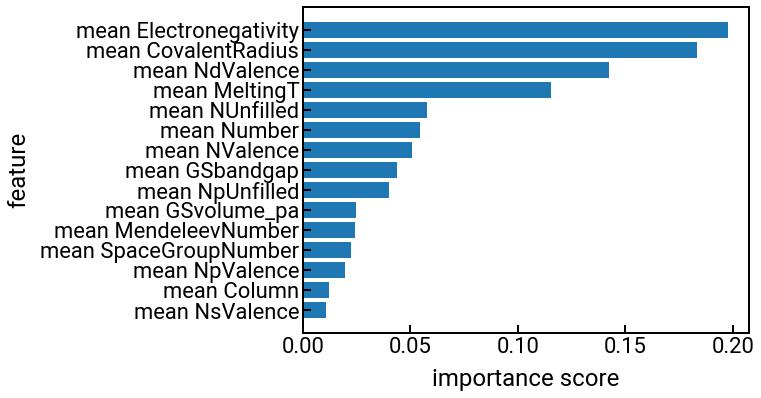 mean Electronegativity
mean CovalentRadius
mean NdValence
mean MeltingT
mean NUnfilled
mean Number
mean NValence
mean GSbandgap
mean NpUnfilled
mean GSvolume_pa
mean MendeleevNumber
mean SpaceGroupNumber
mean NpValence
mean Column
mean NsValence
feature
0.00 0.05 0.10 0.15 0.20
importance score